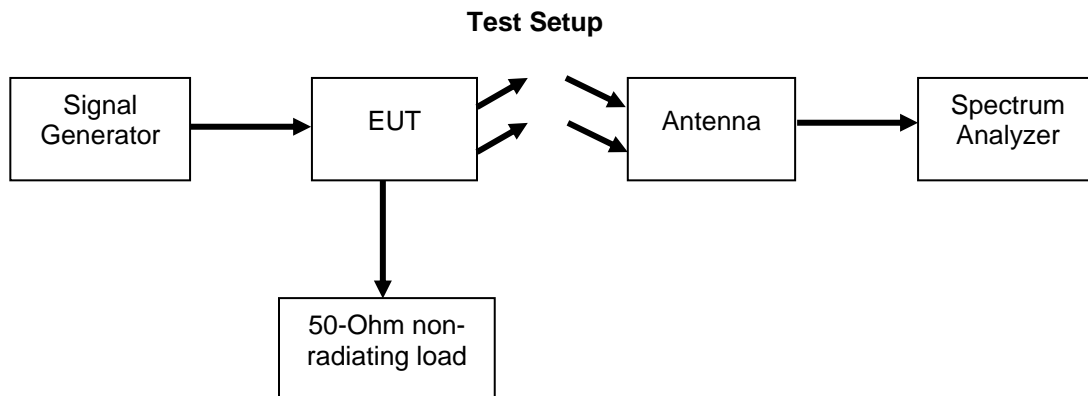 Test Setup
Signal
Generator
EUT
Antenna
Spectrum
Analyzer
50-Ohm non-
radiating load